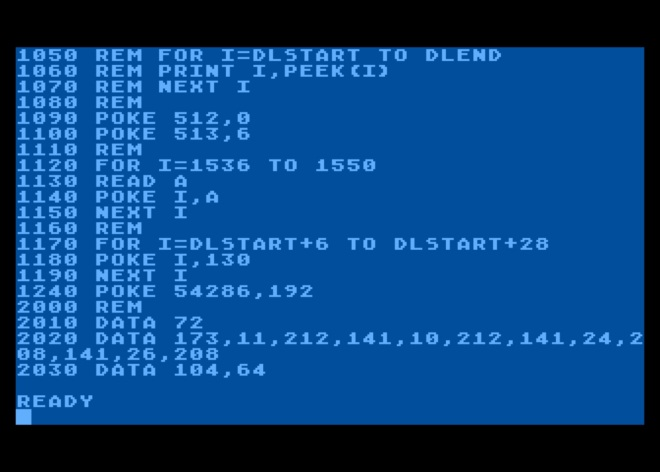 1050 REM FOR I=DLSTART TO DLEND
1060 REM PRINT I,PEEK(I)
1070 REM NEXT I
1080 REM
1090 POKE 512,0
1100 POKE 513,6
1110 REM
1120 FOR I=1536 TO 1550
1130 READ A
1140 POKE I,A
1150 NEXT I
1160 REM
1170 FOR I=DLSTART+6 TO DLSTART+28
1180 POKE I,130
1190 NEXT I
1240 POKE 54286,192
2000 REM
2010 DATA 72
2020 DATA 173,11,212,141,10,212,141,24,2
08,141,26,208
2030 DATA 104,64
READY